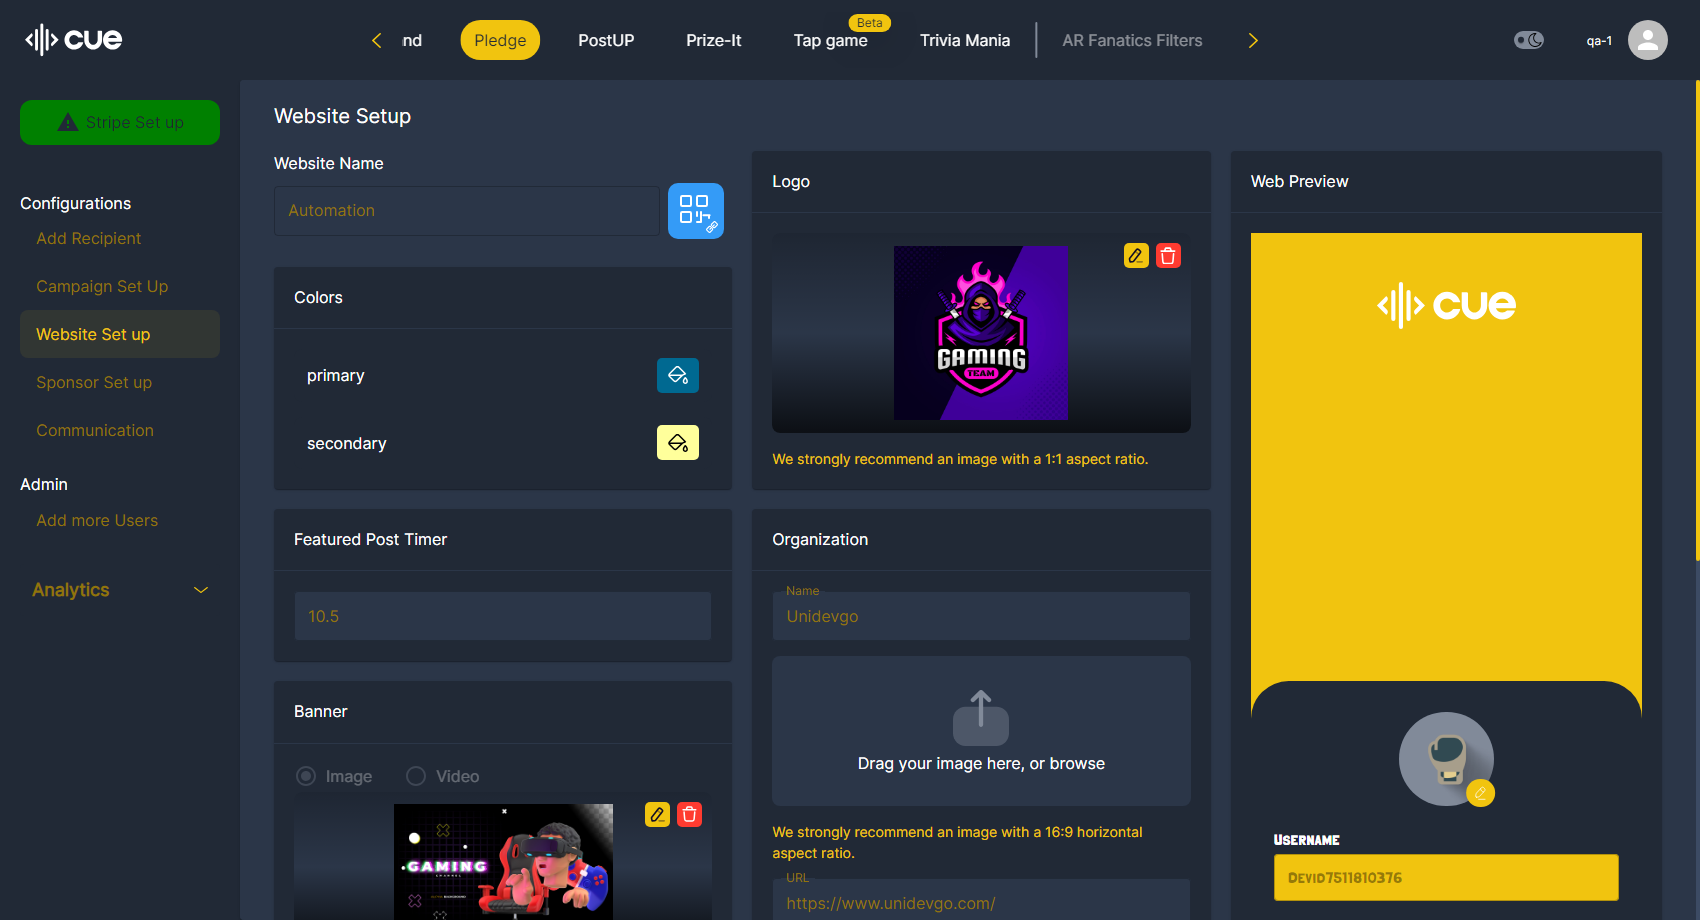 cue
nd
Pledge
PostUP
Prize-It
Tap game
Beta
Trivia Mania
AR Fanatics Filters
qa-1
Stripe Set up
Configurations
Add Recipient
Campaign Set Up
Website Set up
Sponsor Set up
Communication
Admin
Add more Users
Analytics
Website Setup
Website Name
Automation
Colors
primary
secondary
Featured Post Timer
10.5
Banner
Image
Video
GAMING
Logo
GAMING
TEAM
We strongly recommend an image with a 1:1 aspect ratio.
Organization
Name
Unidevgo
Drag your image here, or browse
We strongly recommend an image with a 16:9 horizontal
aspect ratio.
URL
https://www.unidevgo.com/
Web Preview
cue
Username
Devid7511810376